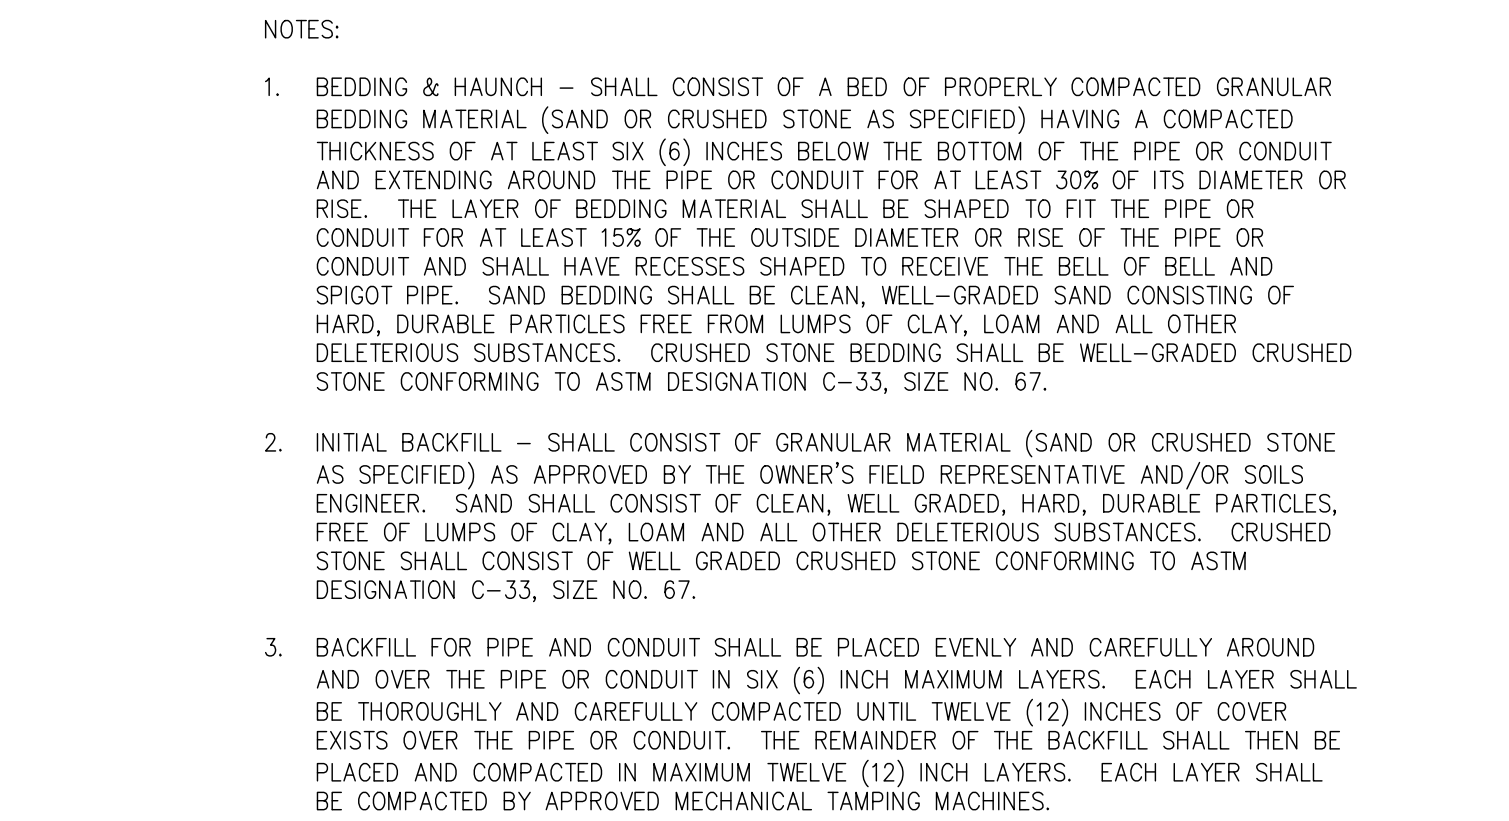 NOTES:
1. BEDDING & HAUNCH – SHALL CONSIST OF A BED OF PROPERLY COMPACTED GRANULAR
BEDDING MATERIAL (SAND OR CRUSHED STONE AS SPECIFIED) HAVING A COMPACTED
THICKNESS OF AT LEAST SIX (6) INCHES BELOW THE BOTTOM OF THE PIPE OR CONDUIT
AND EXTENDING AROUND THE PIPE OR CONDUIT FOR AT LEAST 30% OF ITS DIAMETER OR
RISE. THE LAYER OF BEDDING MATERIAL SHALL BE SHAPED TO FIT THE PIPE OR
CONDUIT FOR AT LEAST 15% OF THE OUTSIDE DIAMETER OR RISE OF THE PIPE OR
CONDUIT AND SHALL HAVE RECESSES SHAPED TO RECEIVE THE BELL OF BELL AND
SPIGOT PIPE. SAND BEDDING SHALL BE CLEAN, WELL–GRADED SAND CONSISTING OF
HARD, DURABLE PARTICLES FREE FROM LUMPS OF CLAY, LOAM AND ALL OTHER
DELETERIOUS SUBSTANCES. CRUSHED STONE BEDDING SHALL BE WELL–GRADED CRUSHED
STONE CONFORMING TO ASTM DESIGNATION C–33, SIZE NO. 67.
2. INITIAL BACKFILL – SHALL CONSIST OF GRANULAR MATERIAL (SAND OR CRUSHED STONE
AS SPECIFIED) AS APPROVED BY THE OWNER'S FIELD REPRESENTATIVE AND/OR SOILS
ENGINEER. SAND SHALL CONSIST OF CLEAN, WELL GRADED, HARD, DURABLE PARTICLES,
FREE OF LUMPS OF CLAY, LOAM AND ALL OTHER DELETERIOUS SUBSTANCES. CRUSHED
STONE SHALL CONSIST OF WELL GRADED CRUSHED STONE CONFORMING TO ASTM
DESIGNATION C–33, SIZE NO. 67.
3. BACKFILL FOR PIPE AND CONDUIT SHALL BE PLACED EVENLY AND CAREFULLY AROUND
AND OVER THE PIPE OR CONDUIT IN SIX (6) INCH MAXIMUM LAYERS. EACH LAYER SHALL
BE THOROUGHLY AND CAREFULLY COMPACTED UNTIL TWELVE (12) INCHES OF COVER
EXISTS OVER THE PIPE OR CONDUIT. THE REMAINDER OF THE BACKFILL SHALL THEN BE
PLACED AND COMPACTED IN MAXIMUM TWELVE (12) INCH LAYERS. EACH LAYER SHALL
BE COMPACTED BY APPROVED MECHANICAL TAMPING MACHINES.